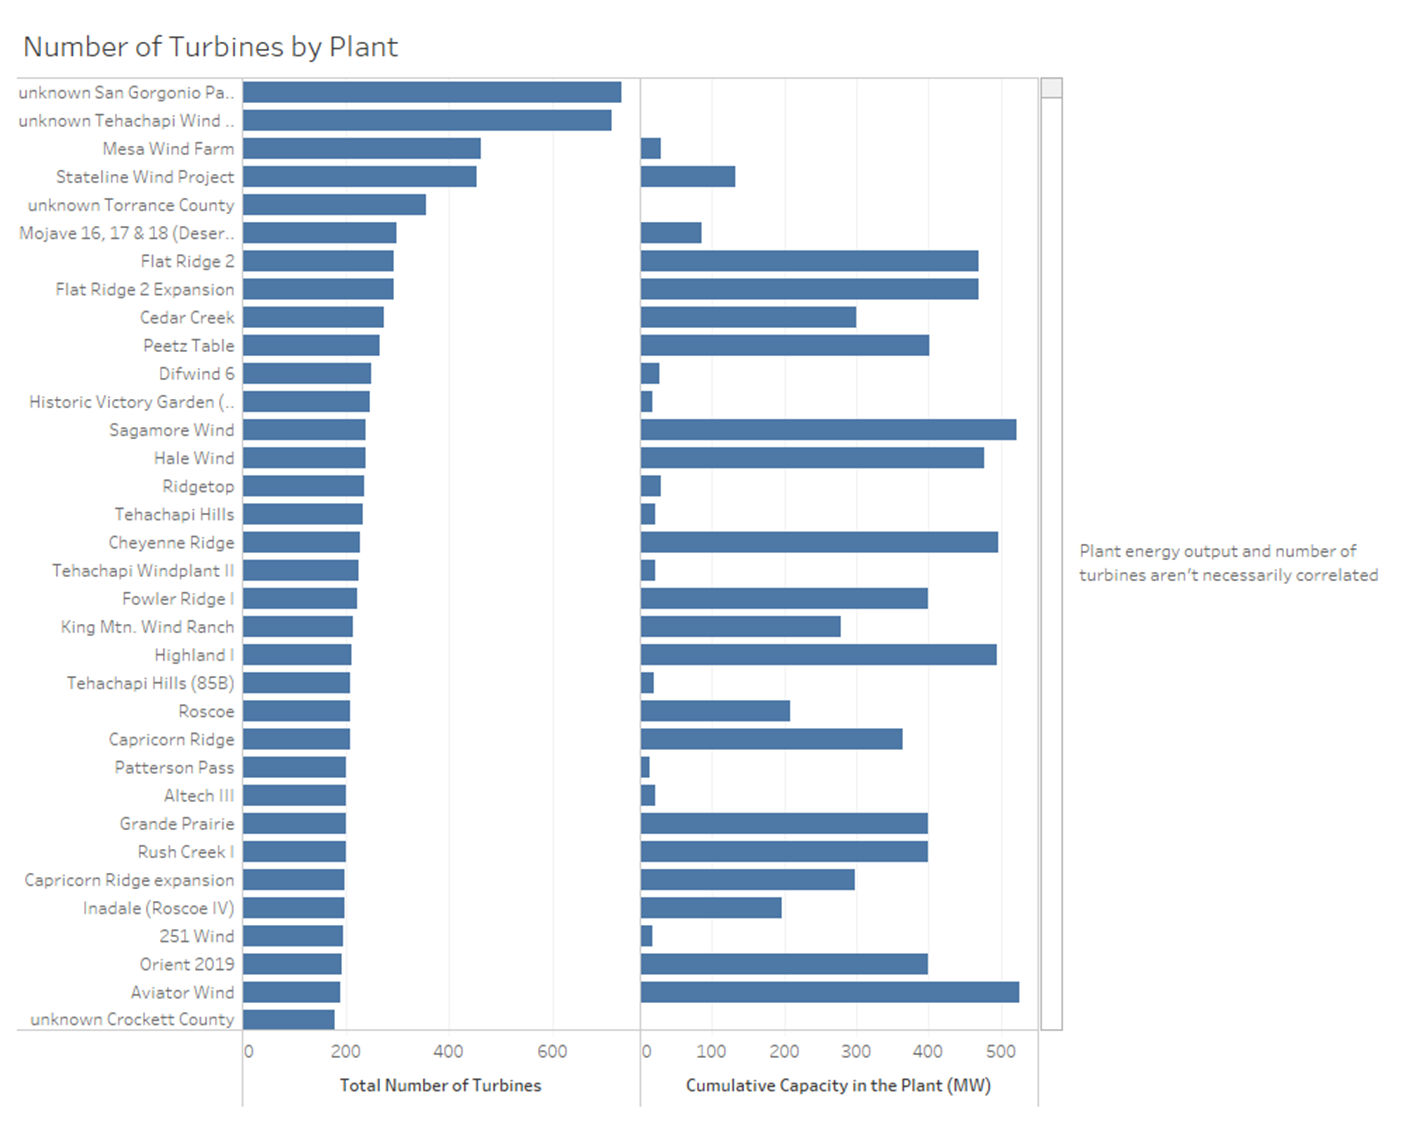 Number of Turbines by Plant
unknown San Gorgonio Pa..
unknown Tehachapi Wind ..
Mesa Wind Farm
Stateline Wind Project
unknown Torrance County
Mojave 16, 17 & 18 (Deser..
Flat Ridge 2
Flat Ridge 2 Expansion
Cedar Creek
Peetz Table
Difwind 6
Historic Victory Garden (..
Sagamore Wind
Hale Wind
Ridgetop
Tehachapi Hills
Cheyenne Ridge
Tehachapi Windplant II
Fowler Ridge I
King Mtn. Wind Ranch
Highland I
Tehachapi Hills (85B)
Roscoe
Capricorn Ridge
Patterson Pass
Altech III
Grande Prairie
Rush Creek I
Capricorn Ridge expansion
Inadale (Roscoe IV)
251 Wind
Orient 2019
Aviator Wind
unknown Crockett County
0 200 400 600
Total Number of Turbines
0 100 200 300 400 500
Cumulative Capacity in the Plant (MW)
Plant energy output and number of
turbines aren't necessarily correlated